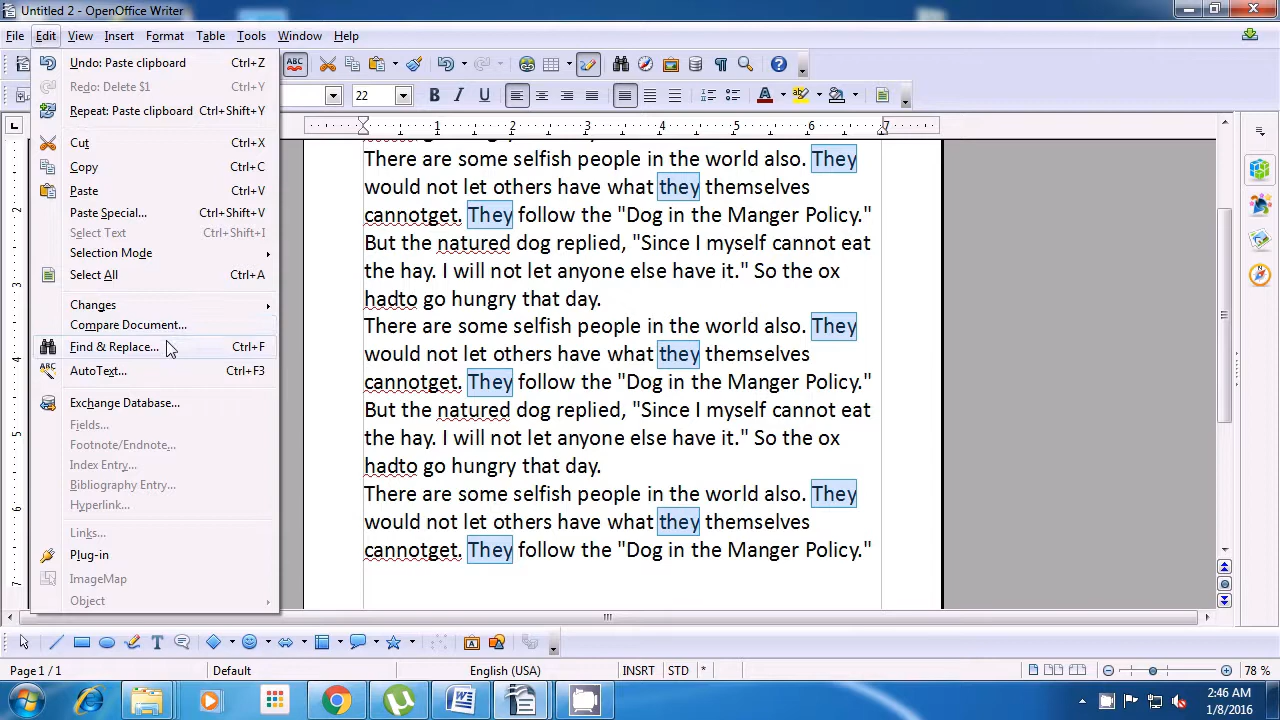 Untitled 2 - OpenOffice Writer
File Edit View Insert Format Table Tools Window Help
Undo: Paste clipboard Ctrl+Z
Redo: Delete $1 Ctrl+Y
Repeat: Paste clipboard Ctrl+Shift+Y
Cut Ctrl+X
Copy Ctrl+C
Paste Ctrl+V
Paste Special... Ctrl+Shift+V
Select Text Ctrl+Shift+I
Selection Mode
Select All Ctrl+A
Changes
Compare Document...
Find & Replace... Ctrl+F
AutoText... Ctrl+F3
Exchange Database...
Fields...
Footnote/Endnote...
Index Entry...
Bibliography Entry...
Hyperlink...
Links...
Plug-in
ImageMap
Object
ABC
22 B I U A
1 2 3 4 5 6 7
There are some selfish people in the world also. They
would not let others have what they themselves
cannotget. They follow the "Dog in the Manger Policy."
But the natured dog replied, "Since I myself cannot eat
the hay. I will not let anyone else have it." So the ox
hadto go hungry that day.
There are some selfish people in the world also. They
would not let others have what they themselves
cannotget. They follow the "Dog in the Manger Policy."
But the natured dog replied, "Since I myself cannot eat
the hay. I will not let anyone else have it." So the ox
hadto go hungry that day.
There are some selfish people in the world also. They
would not let others have what they themselves
cannotget. They follow the "Dog in the Manger Policy."
Page 1 / 1 Default English (USA) INSRT STD * 78 %
2:46 AM
1/8/2016